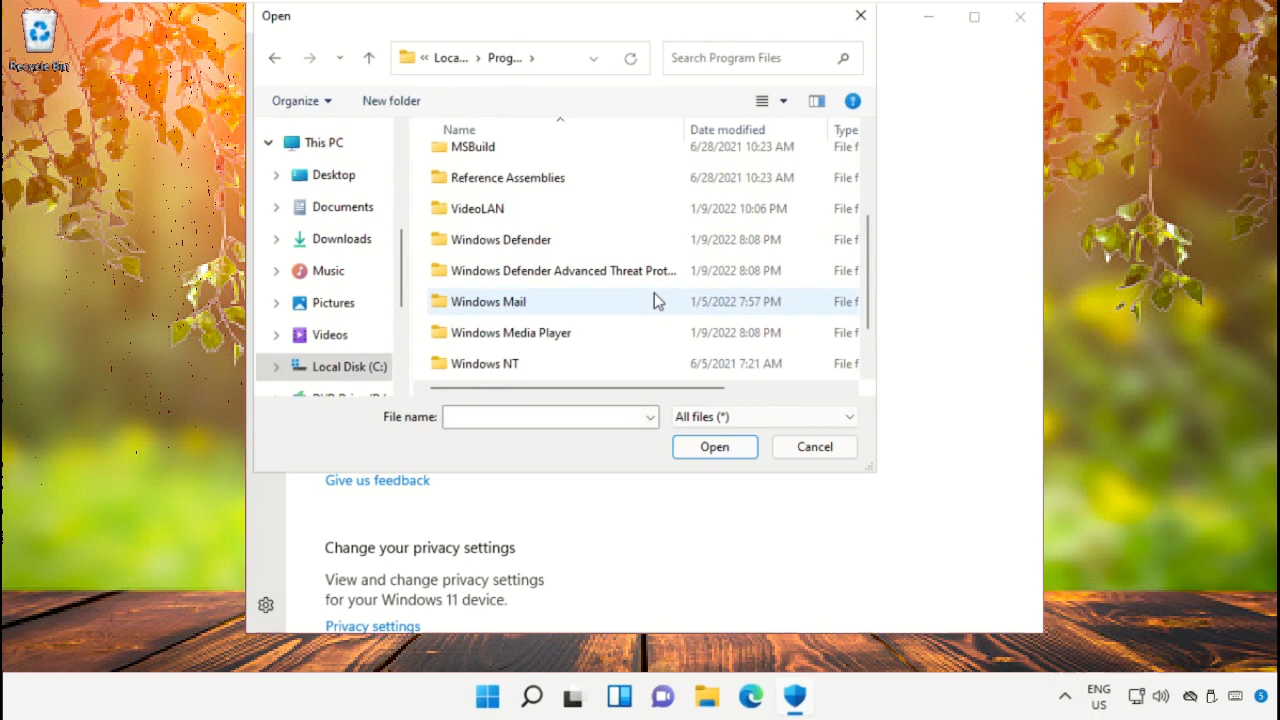 Recycle Bin
Open
« Loca... › Prog... ›
Search Program Files
Organize
New folder
Name
Date modified
Type
This PC
Desktop
Documents
Downloads
Music
Pictures
Videos
Local Disk (C:)
MSBuild 6/28/2021 10:23 AM File f
Reference Assemblies 6/28/2021 10:23 AM File f
VideoLAN 1/9/2022 10:06 PM File f
Windows Defender 1/9/2022 8:08 PM File f
Windows Defender Advanced Threat Prot... 1/9/2022 8:08 PM File f
Windows Mail 1/5/2022 7:57 PM File f
Windows Media Player 1/9/2022 8:08 PM File f
Windows NT 6/5/2021 7:21 AM File f
File name:
All files (*)
Open
Cancel
Give us feedback
Change your privacy settings
View and change privacy settings
for your Windows 11 device.
Privacy settings
ENG
US
5